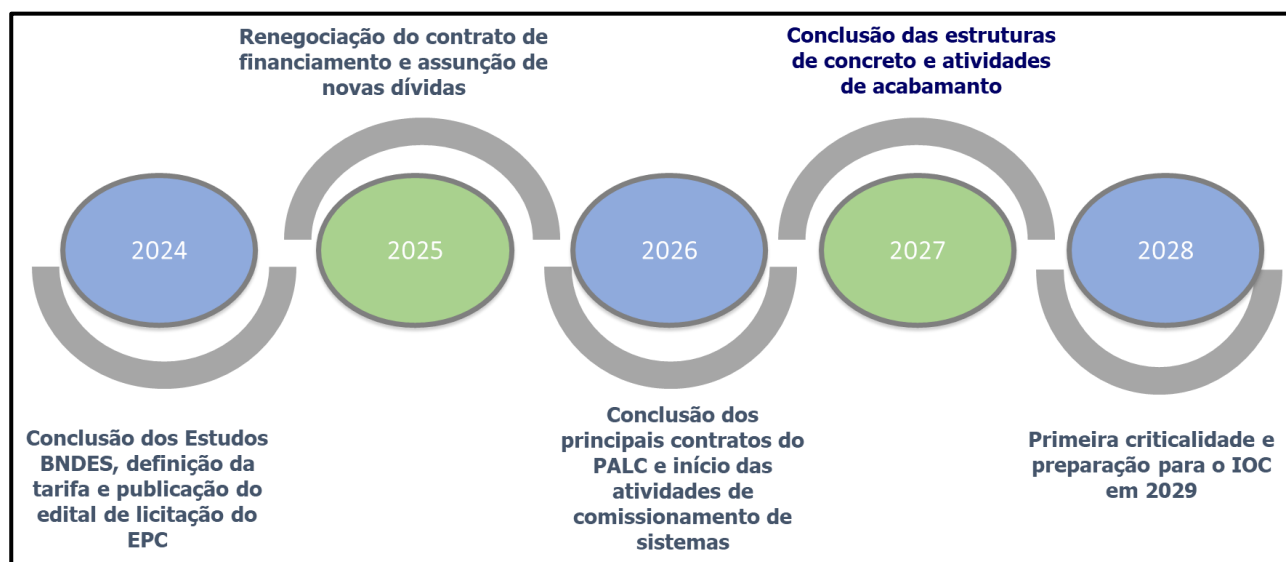 Renegociação do contrato de
financiamento e assunção de
novas dívidas
Conclusão das estruturas
de concreto e atividades
de acabamanto
2024
2025
2026
2027
2028
Conclusão dos Estudos
BNDES, definição da
tarifa e publicação do
edital de licitação do
EPC
Conclusão dos
principais contratos do
PALC e início das
atividades de
comissionamento de
sistemas
Primeira criticalidade e
preparação para o IOC
em 2029